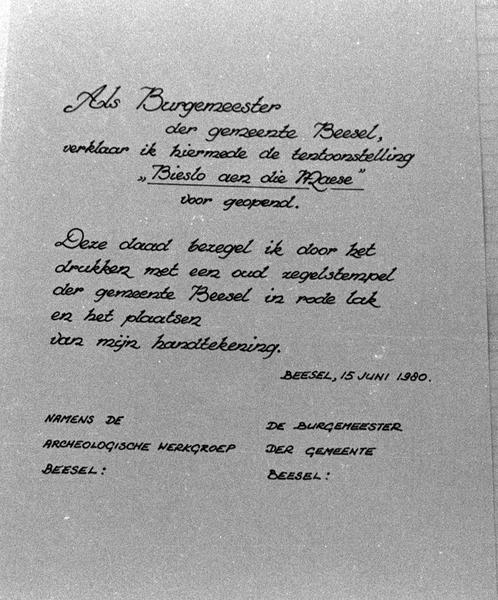 Als Burgemeester
der gemeente Beesel,
verklaar ik hiermede de tentoonstelling
„Bieslo aen die Maese”
voor geopend.
Deze daad bezegel ik door het
drukken met een oud zegelstempel
der gemeente Beesel in rode lak
en het plaatsen
van mijn handtekening.
BEESEL, 15 JUNI 1980.
NAMENS DE
ARCHEOLOGISCHE WERKGROEP
BEESEL:
DE BURGEMEESTER
DER GEMEENTE
BEESEL: